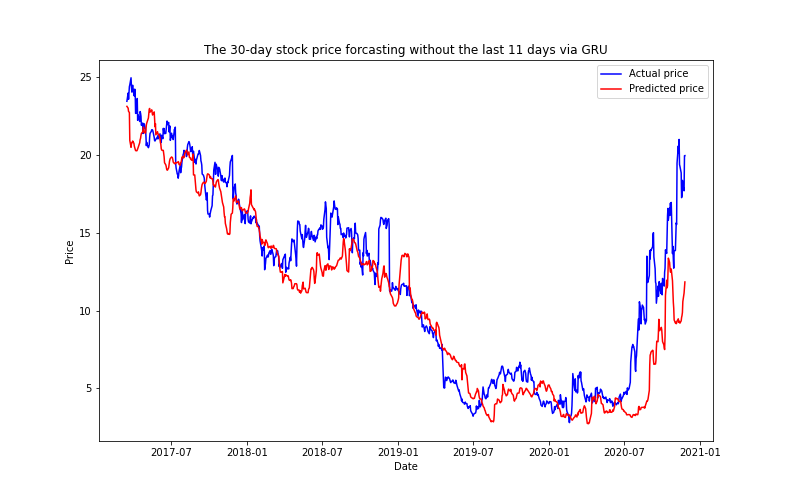 The 30-day stock price forcasting without the last 11 days via GRU
Actual price
Predicted price
25
20
15
10
5
Price
2017-07
2018-01
2018-07
2019-01
2019-07
2020-01
2020-07
2021-01
Date